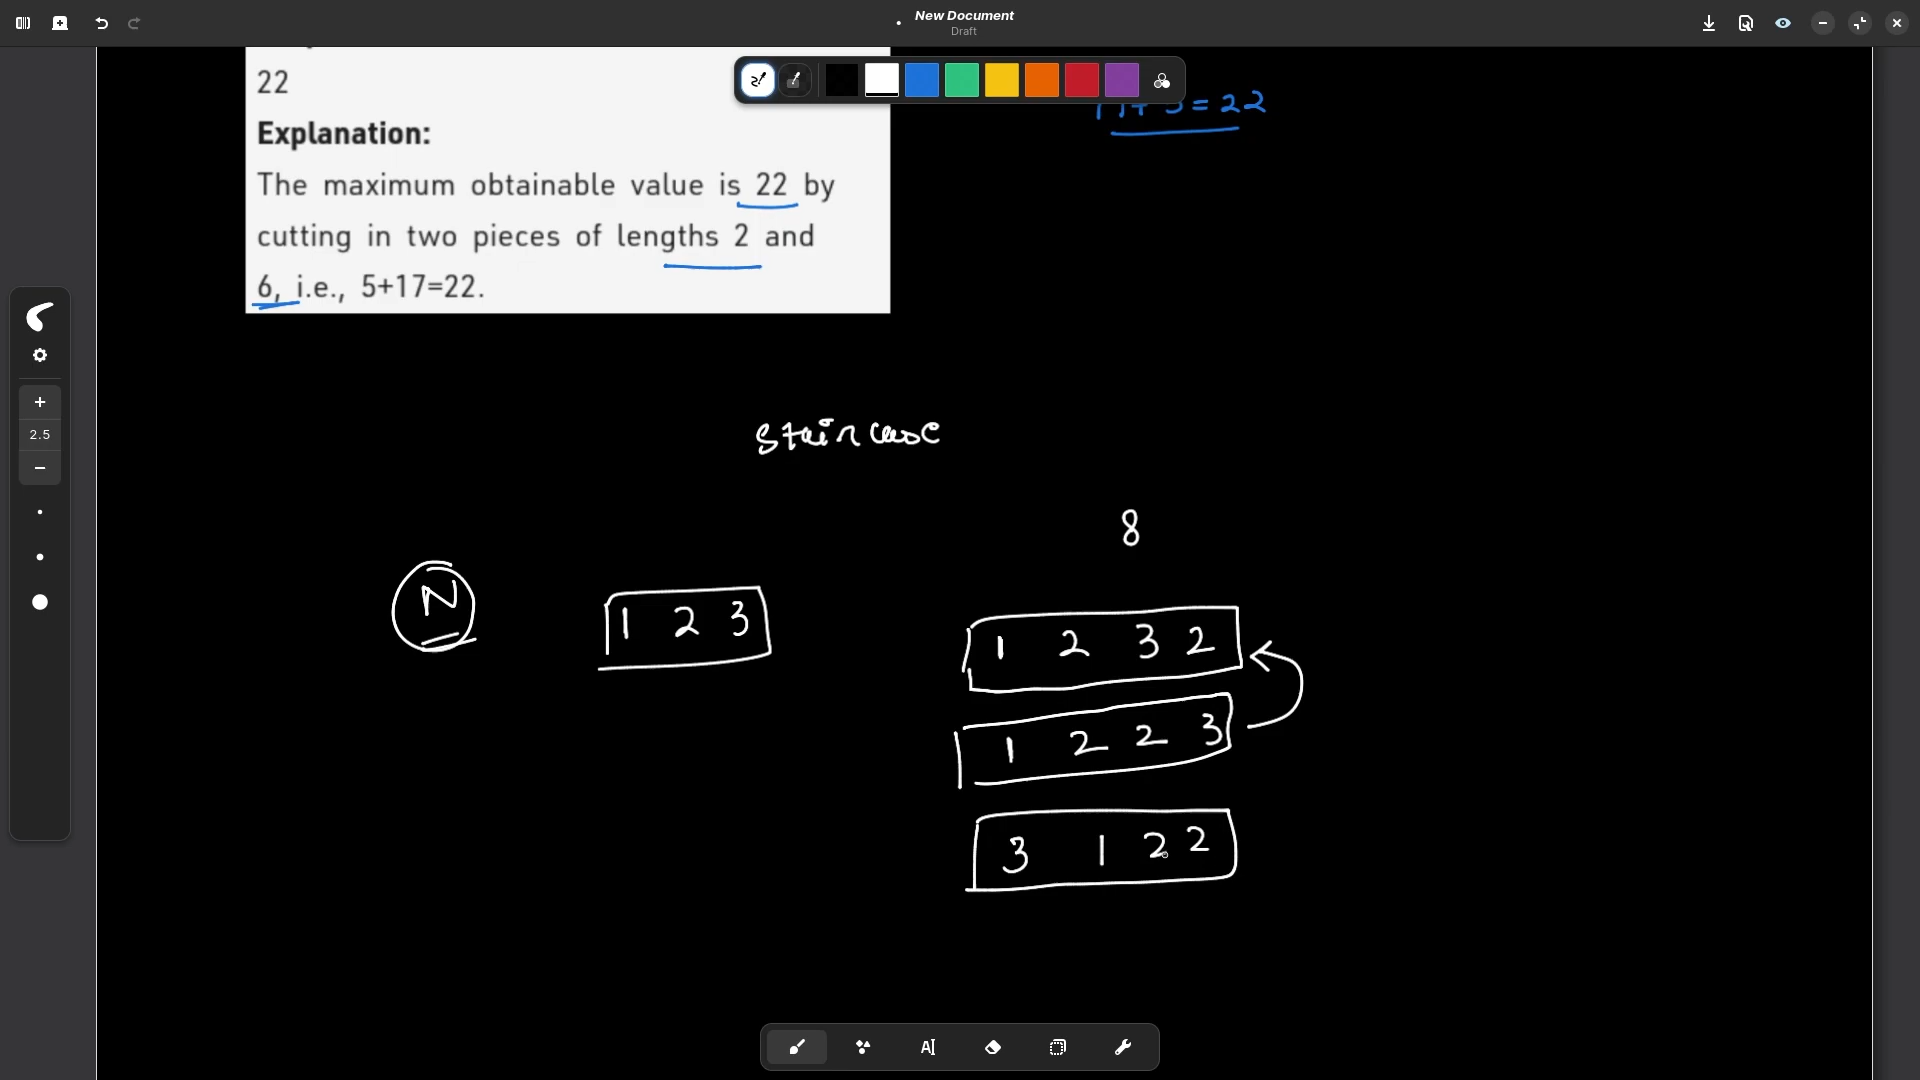 New Document
Draft
22
= 22
Explanation:
The maximum obtainable value is 22 by
cutting in two pieces of lengths 2 and
6, i.e., 5+17=22.
2.5
staircase
8
N
1 2 3
1 2 3 2
1 2 2 3
3 1 2 2